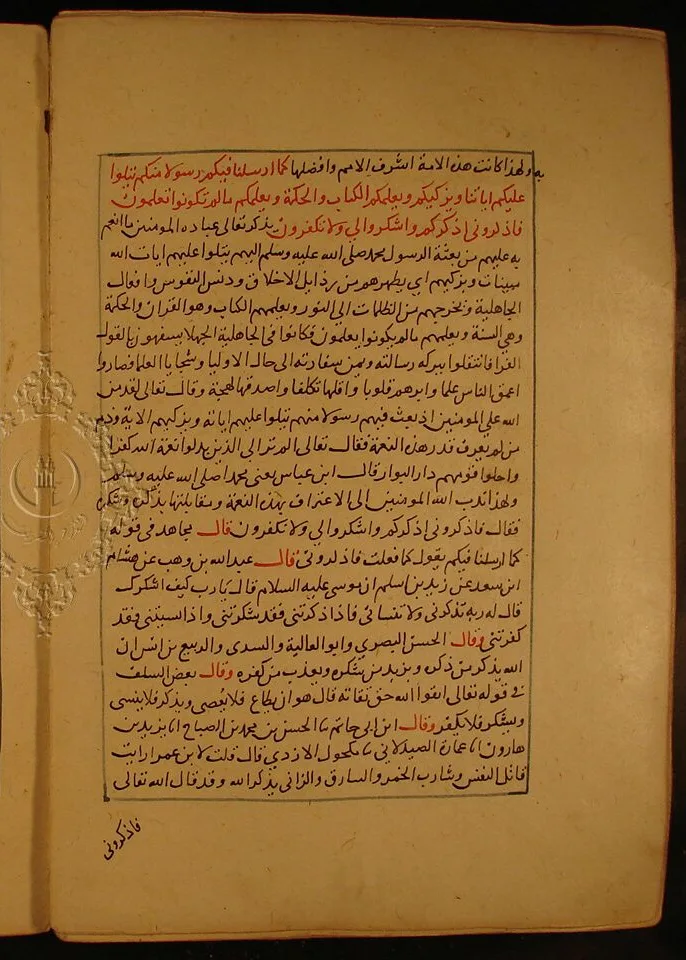 به ولهذا كانت هذه الامة اشرف الامم وافضلها كما ارسلنا فيكم رسولا منكم يتلوا
عليكم اياتنا ويزكيكم ويعلمكم الكتاب والحكمة ويعلمكم مالم تكونوا تعلمون
فاذكروني اذكركم واشكروا لي ولا تكفرون يذكر تعالى عباده المومنين ما انعم
به عليهم من بعثة الرسول محمد صلى الله عليه وسلم اليهم يتلوا عليهم ايات الله
مبينات ويزكيهم اي يطهرهم من رذايل الاخلاق ودنس النفوس وافعال
الجاهلية ويخرجهم من الظلمات الى النور ويعلمهم الكتاب وهو القران والحكمة
وهي السنة ويعلمهم مالم يكونوا يعلمون فكانوا في الجاهلية الجهلا يسفهون بالقول
الفرا فانتقلوا ببركه رسالته ويمن سفارته الى حال الاوليا وسجايا العلما فصاروا
اعمق الناس علما وابرهم قلوبا واقلها تكلفا واصدقها لهجة وقال تعالى لقد من
الله على المومنين اذ بعث فيهم رسولا منهم يتلوا عليهم اياته ويزكيهم الاية وذم
من لم يعرف قدر هذه النعمة فقال تعالى الم تر الى الذين بدلوا نعمة الله كفرا
واحلوا قومهم دار البوار قال ابن عباس يعني محمدا صلى الله عليه وسلم
ولهذا ندب الله المومنين الى الاعتراف بهذه النعمة ومقابلتها بذكره وشكره
فقال فاذكروني اذكركم واشكروا لي ولا تكفرون قال مجاهد في قوله
كما ارسلنا فيكم يقول كما فعلت فاذكروني قال عبد الله بن وهب عن هشام
ابن سعد عن زيد بن اسلم ان موسى عليه السلام قال يا رب كيف اشكرك
قال له ربه تذكرني ولا تنساني فاذا ذكرتني فقد شكرتني واذا نسيتني فقد
كفرتني وقال الحسن البصري وابو العالية والسدي والربيع بن انس ان
الله يذكر من ذكره ويزيد من شكره ويعذب من كفره وقال بعض السلف
في قوله تعالى اتقوا الله حق تقاته قال هو ان يطاع فلا يعصى ويذكر فلا ينسى
ويشكر فلا يكفر وقال ابن ابي حاتم ثنا الحسن بن محمد بن الصباح انا يزيد بن
هارون انا عمارة الصيدلاني ثنا مكحول الازدي قال قلت لابن عمر ارايت
قاتل النفس وشارب الخمر والسارق والزاني يذكر الله وقد قال الله تعالى
فاذكروني